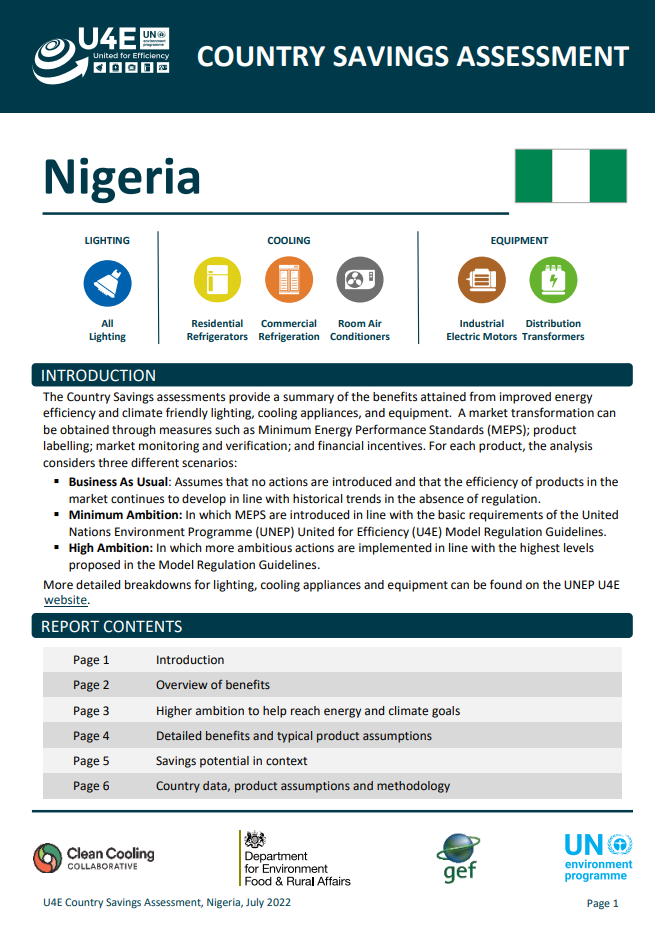 U4E
UN
environment
programme
United for Efficiency
COUNTRY SAVINGS ASSESSMENT
Nigeria
LIGHTING
COOLING
EQUIPMENT
All
Lighting
Residential
Refrigerators
Commercial
Refrigeration
Room Air
Conditioners
Industrial
Electric Motors
Distribution
Transformers
INTRODUCTION
The Country Savings assessments provide a summary of the benefits attained from improved energy
efficiency and climate friendly lighting, cooling appliances, and equipment. A market transformation can
be obtained through measures such as Minimum Energy Performance Standards (MEPS); product
labelling; market monitoring and verification; and financial incentives. For each product, the analysis
considers three different scenarios:
▪ Business As Usual: Assumes that no actions are introduced and that the efficiency of products in the
market continues to develop in line with historical trends in the absence of regulation.
▪ Minimum Ambition: In which MEPS are introduced in line with the basic requirements of the United
Nations Environment Programme (UNEP) United for Efficiency (U4E) Model Regulation Guidelines.
▪ High Ambition: In which more ambitious actions are implemented in line with the highest levels
proposed in the Model Regulation Guidelines.
More detailed breakdowns for lighting, cooling appliances and equipment can be found on the UNEP U4E
website.
REPORT CONTENTS
Page 1 Introduction
Page 2 Overview of benefits
Page 3 Higher ambition to help reach energy and climate goals
Page 4 Detailed benefits and typical product assumptions
Page 5 Savings potential in context
Page 6 Country data, product assumptions and methodology
Clean Cooling
COLLABORATIVE
Department
for Environment
Food & Rural Affairs
gef
UN
environment
programme
U4E Country Savings Assessment, Nigeria, July 2022
Page 1